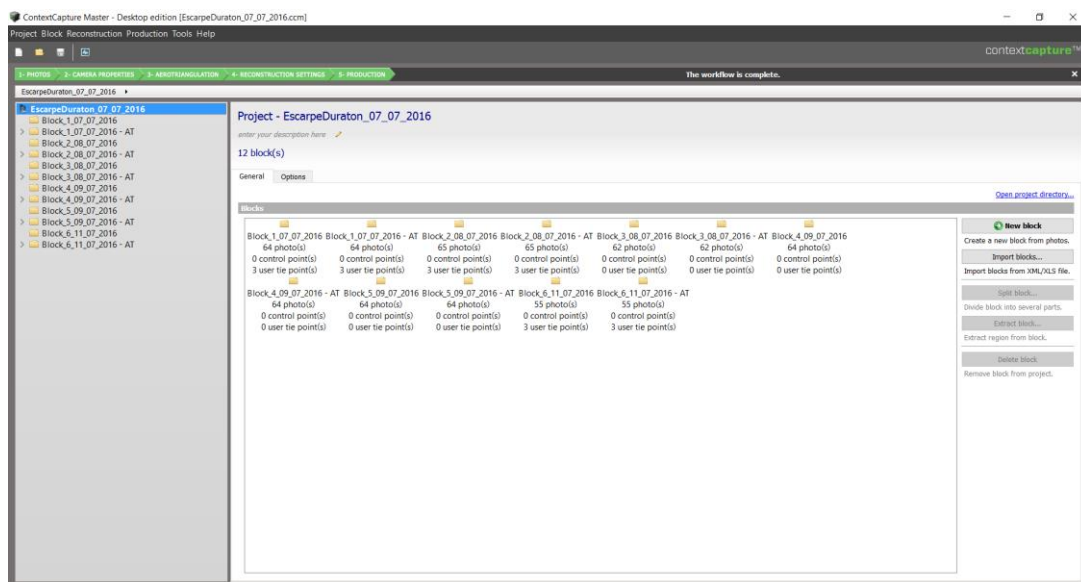 ContextCapture Master - Desktop edition [EscarpeDuraton_07_07_2016.ccm]
Project Block Reconstruction Production Tools Help
contextcapture™
1- PHOTOS 2- CAMERA PROPERTIES 3- AEROTRIANGULATION 4- RECONSTRUCTION SETTINGS 5- PRODUCTION The workflow is complete.
EscarpeDuraton_07_07_2016
EscarpeDuraton_07_07_2016
Block_1_07_07_2016
Block_1_07_07_2016 - AT
Block_2_08_07_2016
Block_2_08_07_2016 - AT
Block_3_08_07_2016
Block_3_08_07_2016 - AT
Block_4_09_07_2016
Block_4_09_07_2016 - AT
Block_5_09_07_2016
Block_5_09_07_2016 - AT
Block_6_11_07_2016
Block_6_11_07_2016 - AT
Project - EscarpeDuraton_07_07_2016
enter your description here
12 block(s)
General Options
Open project directory...
Blocks
Block_1_07_07_2016 Block_1_07_07_2016 - AT Block_2_08_07_2016 Block_2_08_07_2016 - AT Block_3_08_07_2016 Block_3_08_07_2016 - AT Block_4_09_07_2016
64 photo(s) 64 photo(s) 65 photo(s) 65 photo(s) 62 photo(s) 62 photo(s) 64 photo(s)
0 control point(s) 0 control point(s) 0 control point(s) 0 control point(s) 0 control point(s) 0 control point(s) 0 control point(s)
3 user tie point(s) 3 user tie point(s) 3 user tie point(s) 3 user tie point(s) 0 user tie point(s) 0 user tie point(s) 0 user tie point(s)
Block_4_09_07_2016 - AT Block_5_09_07_2016 Block_5_09_07_2016 - AT Block_6_11_07_2016 Block_6_11_07_2016 - AT
64 photo(s) 64 photo(s) 64 photo(s) 55 photo(s) 55 photo(s)
0 control point(s) 0 control point(s) 0 control point(s) 0 control point(s) 0 control point(s)
0 user tie point(s) 0 user tie point(s) 0 user tie point(s) 3 user tie point(s) 3 user tie point(s)
New block
Create a new block from photos.
Import blocks...
Import blocks from XML/XLS file.
Split block...
Divide block into several parts.
Extract block...
Extract region from block.
Delete block
Remove block from project.